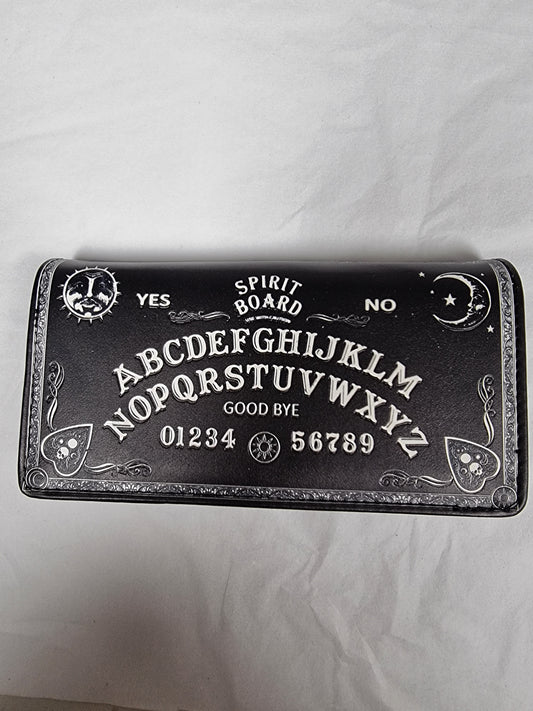 SPIRIT
BOARD
YES
NO
ABCDEFGHIJKLM
NOPQRSTUVWXYZ
GOOD BYE
01234 56789